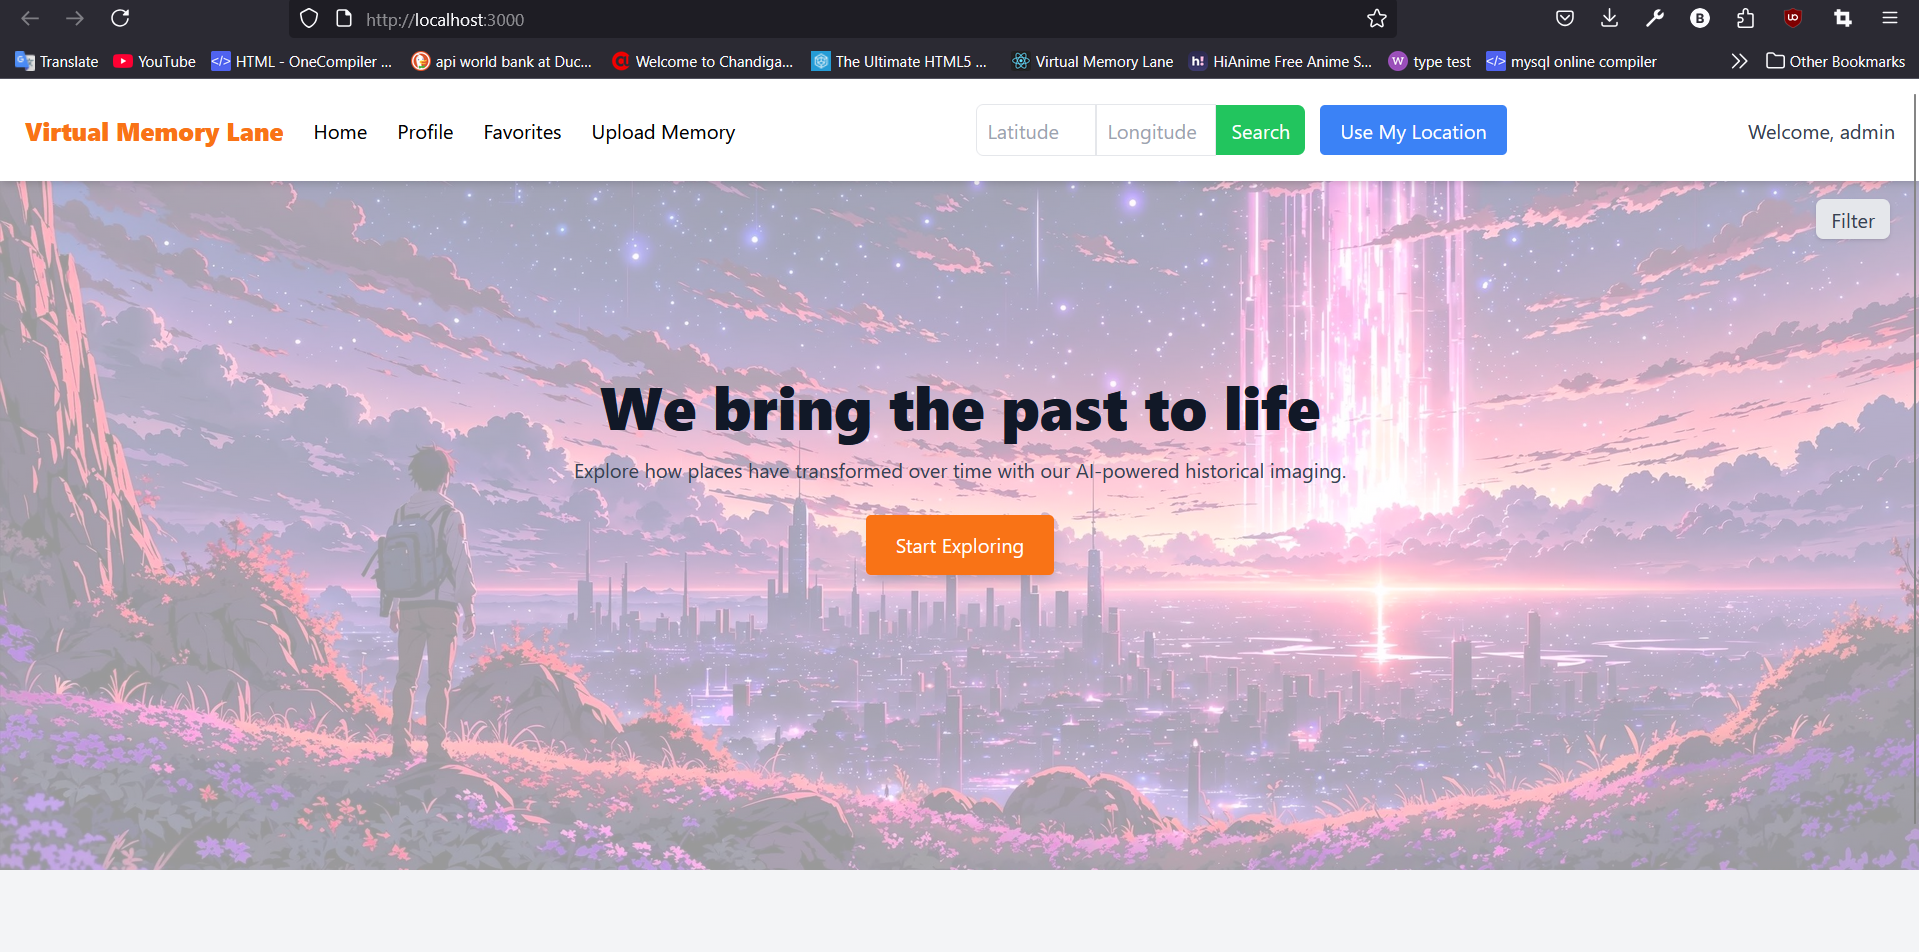 http://localhost:3000
Translate YouTube HTML - OneCompiler ... api world bank at Duc... Welcome to Chandiga... The Ultimate HTML5 ... Virtual Memory Lane HiAnime Free Anime S... type test mysql online compiler Other Bookmarks
Virtual Memory Lane Home Profile Favorites Upload Memory Latitude Longitude Search Use My Location Welcome, admin
Filter
We bring the past to life
Explore how places have transformed over time with our AI-powered historical imaging.
Start Exploring